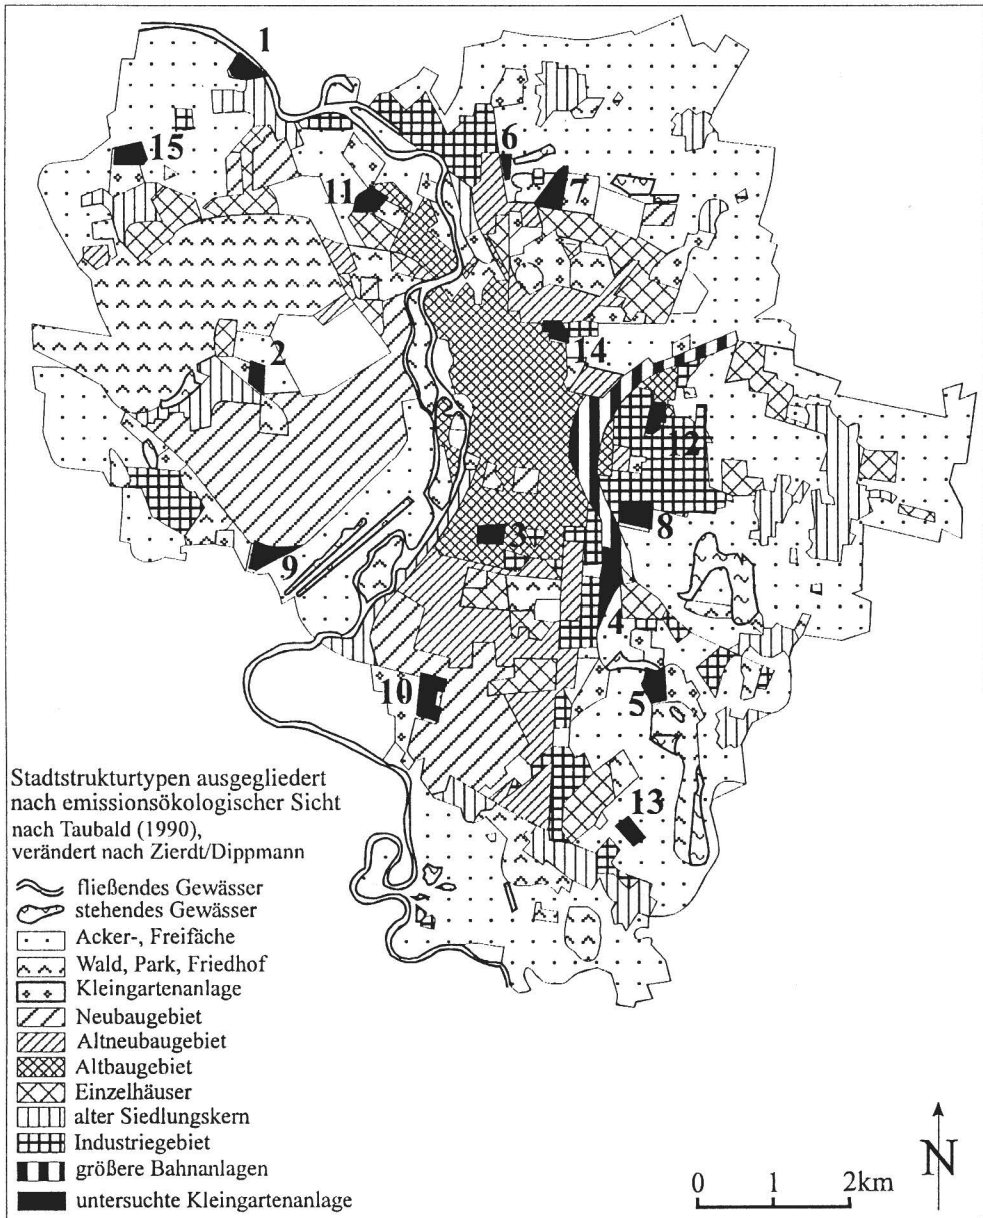 1
15
6
7
11
2
14
12
3
8
9
4
10
5
13
Stadtstrukturtypen ausgegliedert
nach emissionsökologischer Sicht
nach Taubald (1990),
verändert nach Zierdt/Dippmann
fließendes Gewässer
stehendes Gewässer
Acker-, Freifäche
Wald, Park, Friedhof
Kleingartenanlage
Neubaugebiet
Altneubaugebiet
Altbaugebiet
Einzelhäuser
alter Siedlungskern
Industriegebiet
größere Bahnanlagen
untersuchte Kleingartenanlage
0 1 2km
N